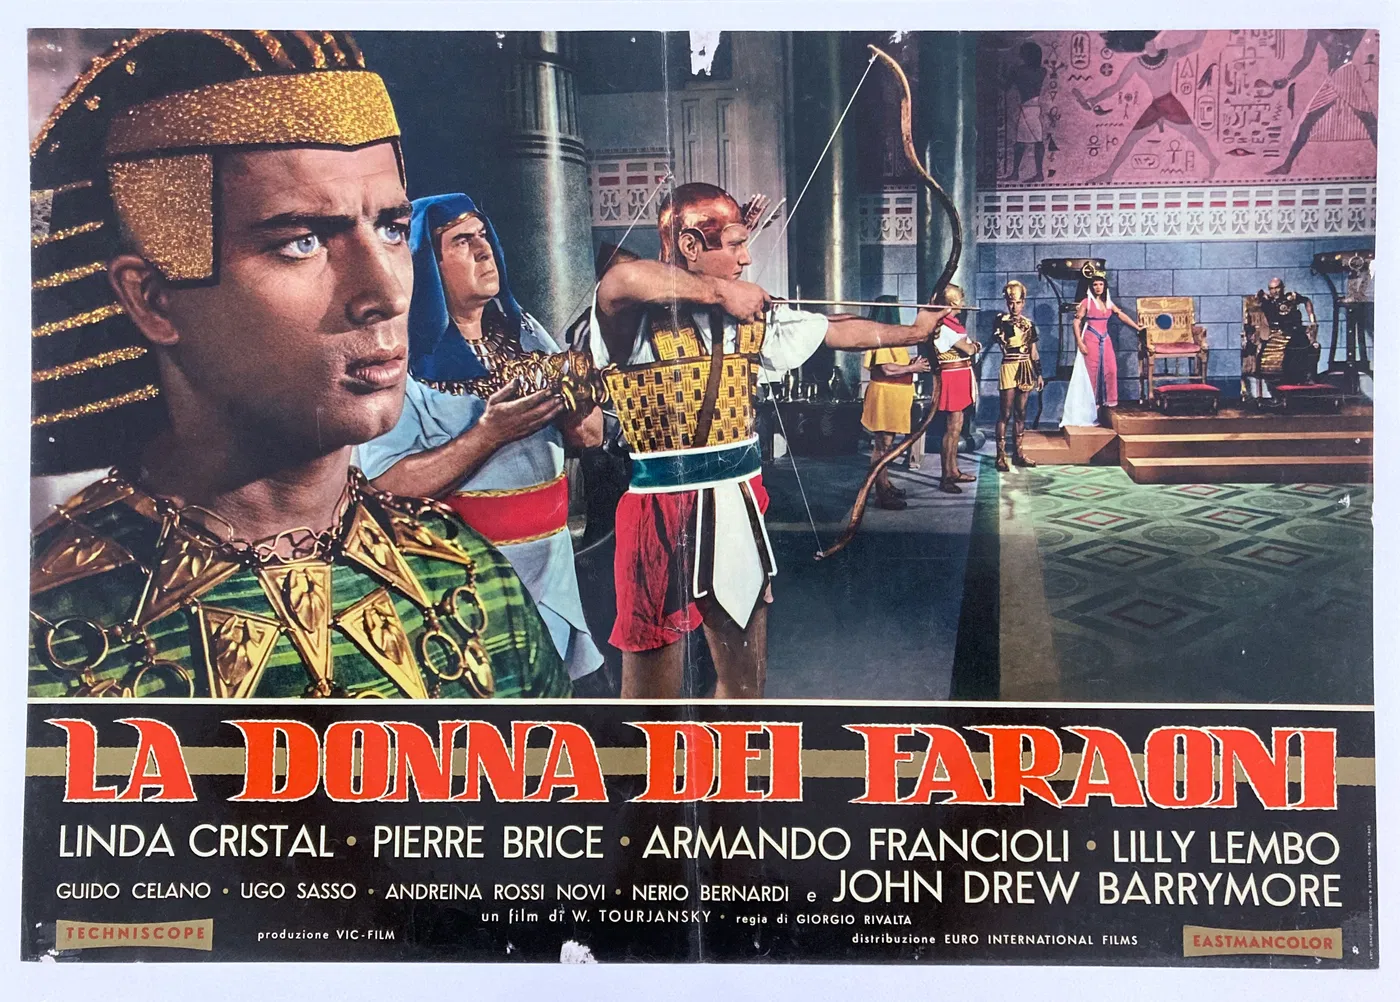 LA DONNA DEI FARAONI
LINDA CRISTAL • PIERRE BRICE • ARMANDO FRANCIOLI • LILLY LEMBO
GUIDO CELANO • UGO SASSO • ANDREINA ROSSI NOVI • NERIO BERNARDI e JOHN DREW BARRYMORE
un film di W. TOURJANSKY • regia di GIORGIO RIVALTA
TECHNISCOPE
produzione VIC-FILM
distribuzione EURO INTERNATIONAL FILMS
EASTMANCOLOR